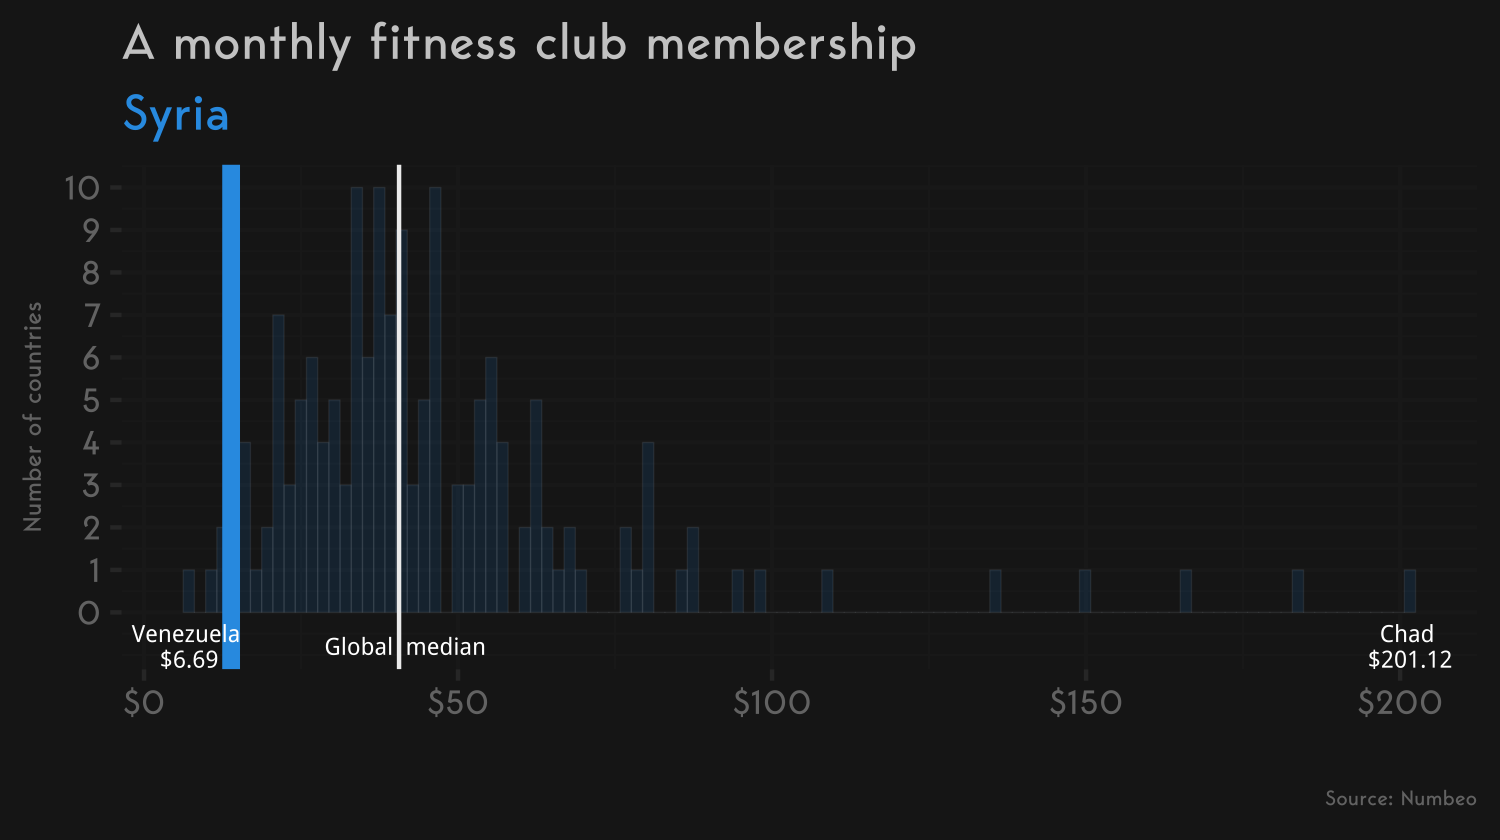 A monthly fitness club membership
Syria
Number of countries
10
9
8
7
6
5
4
3
2
1
0
Venezuela
$6.69
Global median
Chad
$201.12
$0 $50 $100 $150 $200
Source: Numbeo